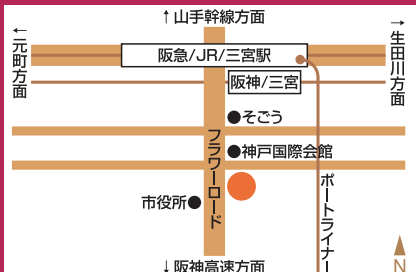 ↑山手幹線方面
←元町方面
阪急/JR/三宮駅
→生田川方面
阪神/三宮
●そごう
●神戸国際会館
フラワーロード
市役所●
ポートライナー
↓阪神高速方面
N